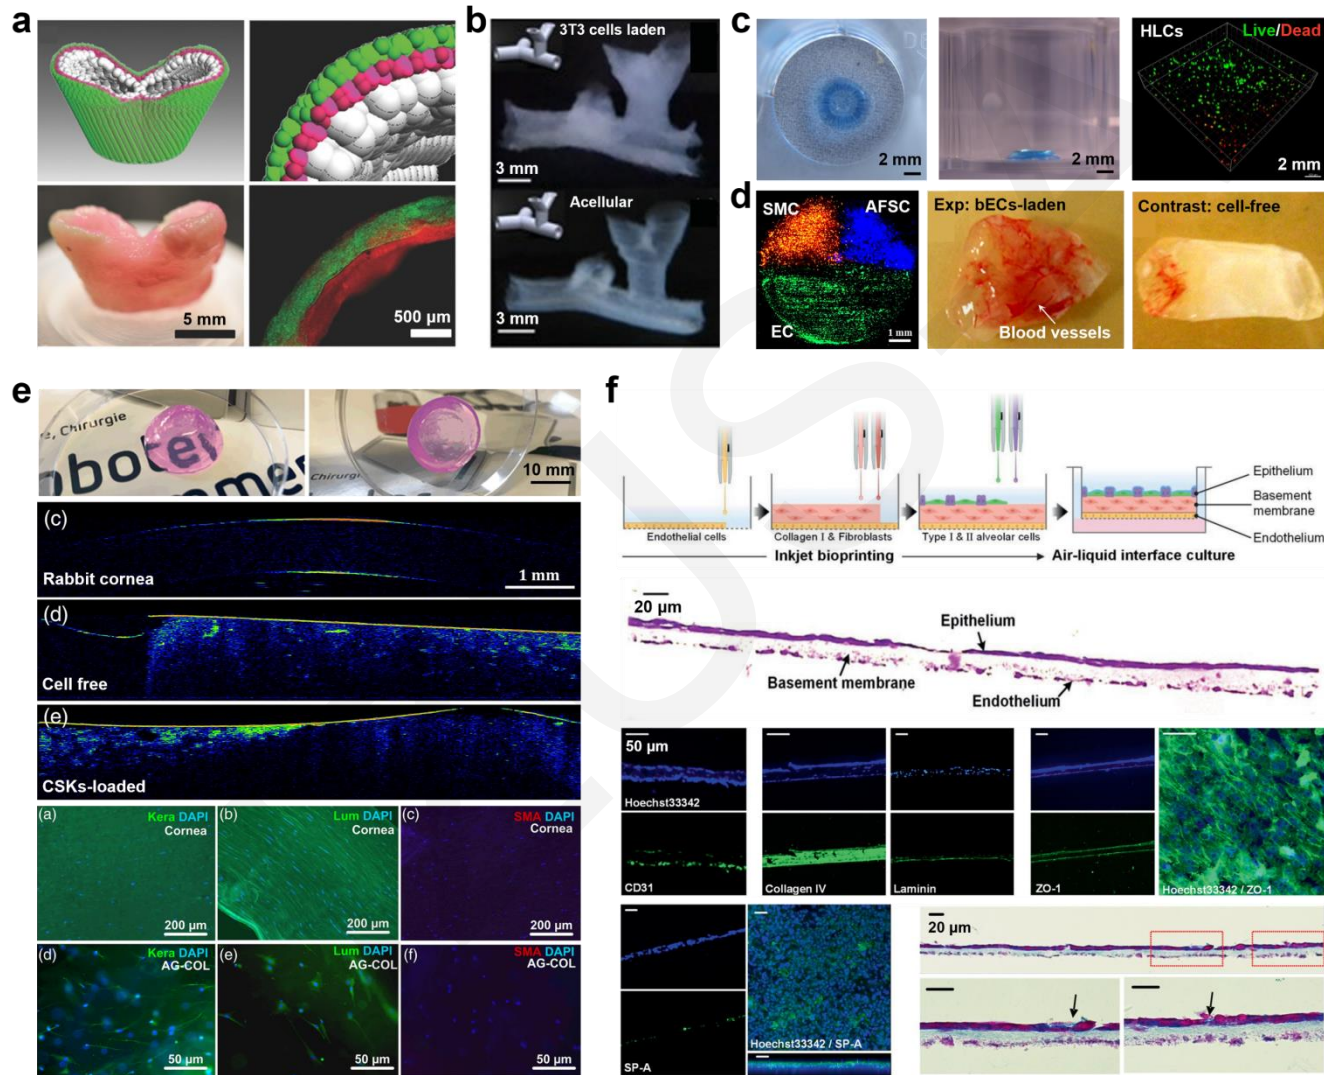 a
5 mm
500 μm
b
3T3 cells laden
3 mm
Acellular
3 mm
c
2 mm
2 mm
HLCs
Live/Dead
2 mm
d
SMC
AFSC
EC
1 mm
Exp: bECs-laden
Blood vessels
Contrast: cell-free
e
, Chirurgie
obote
mme
Chirurgie
10 mm
(c)
Rabbit cornea
1 mm
(d)
Cell free
(e)
CSKs-loaded
(a)
Kera DAPI
Cornea
200 μm
(b)
Lum DAPI
Cornea
200 μm
(c)
SMA DAPI
Cornea
200 μm
(d)
Kera DAPI
AG-COL
50 μm
(e)
Lum DAPI
AG-COL
50 μm
(f)
SMA DAPI
AG-COL
50 μm
f
Endothelial cells
Collagen I & Fibroblasts
Type I & II alveolar cells
Epithelium
Basement
membrane
Endothelium
Inkjet bioprinting
Air-liquid interface culture
20 μm
Epithelium
Basement membrane
Endothelium
50 μm
Hoechst33342
CD31
Collagen IV
Laminin
ZO-1
Hoechst33342 / ZO-1
SP-A
Hoechst33342 / SP-A
20 μm